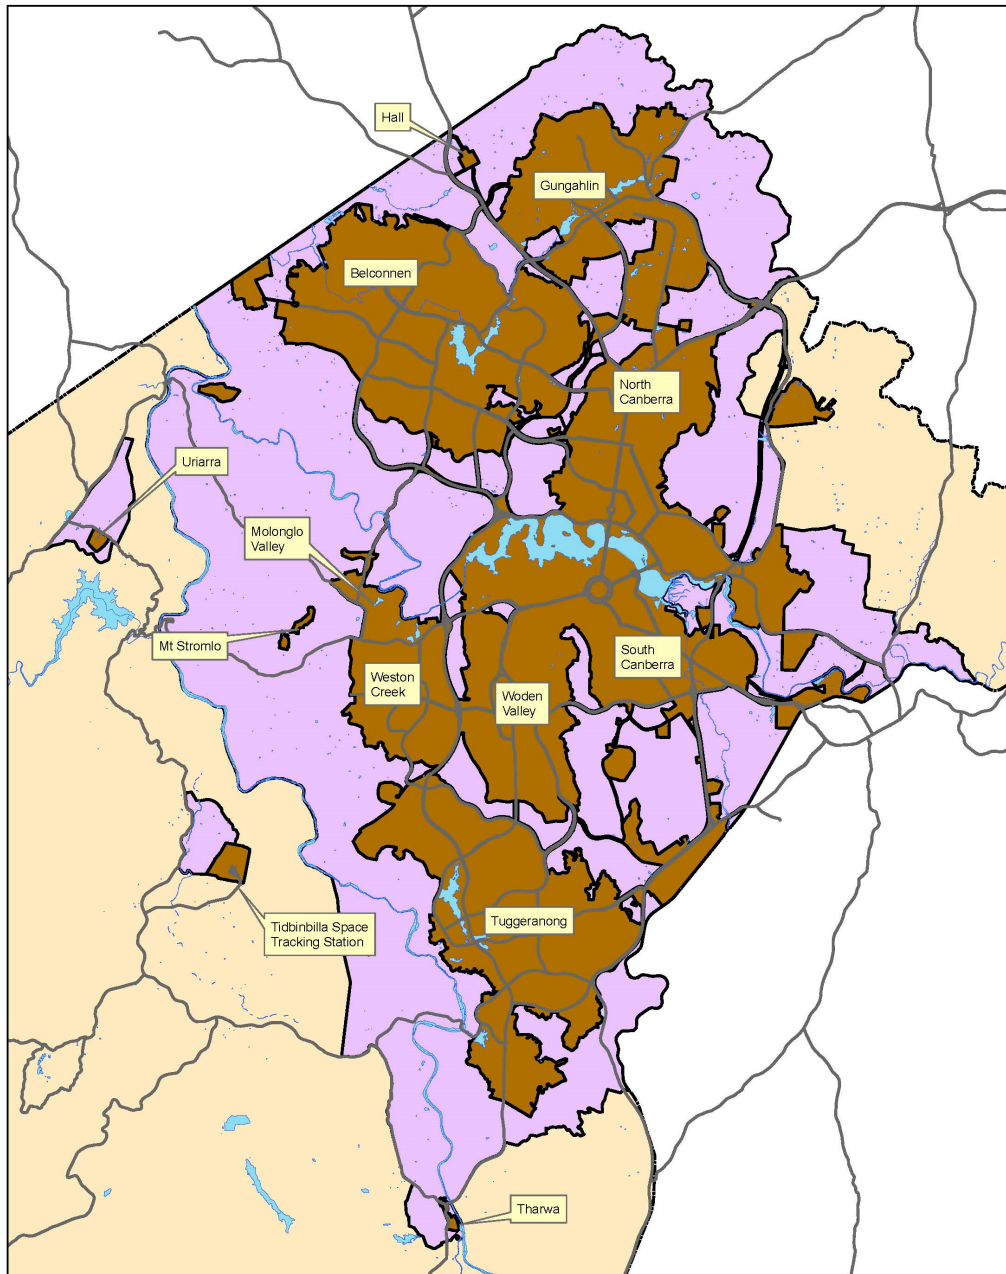 Hall
Gungahlin
Belconnen
North
Canberra
Uriarra
Molonglo
Valley
Mt Stromlo
South
Canberra
Weston
Creek
Woden
Valley
Tuggeranong
Tidbinbilla Space
Tracking Station
Tharwa